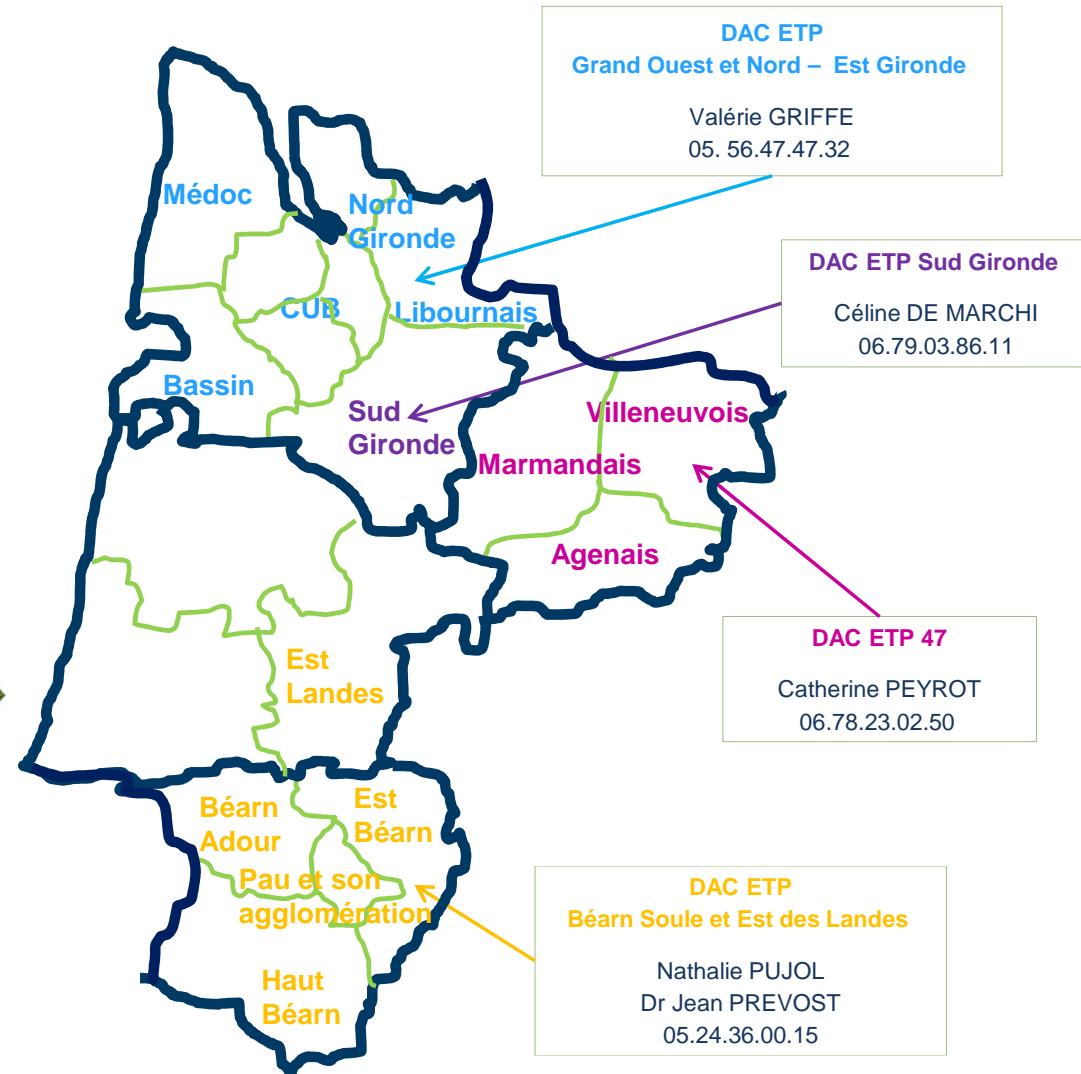 DAC ETP
Grand Ouest et Nord – Est Gironde
Valérie GRIFFE
05. 56.47.47.32
Médoc
Nord
Gironde
DAC ETP Sud Gironde
Céline DE MARCHI
06.79.03.86.11
CUB
Libournais
Bassin
Sud
Gironde
Villeneuvois
Marmandais
Agenais
DAC ETP 47
Catherine PEYROT
06.78.23.02.50
Est
Landes
Béarn
Adour
Est
Béarn
Pau et son
agglomération
Haut
Béarn
DAC ETP
Béarn Soule et Est des Landes
Nathalie PUJOL
Dr Jean PREVOST
05.24.36.00.15